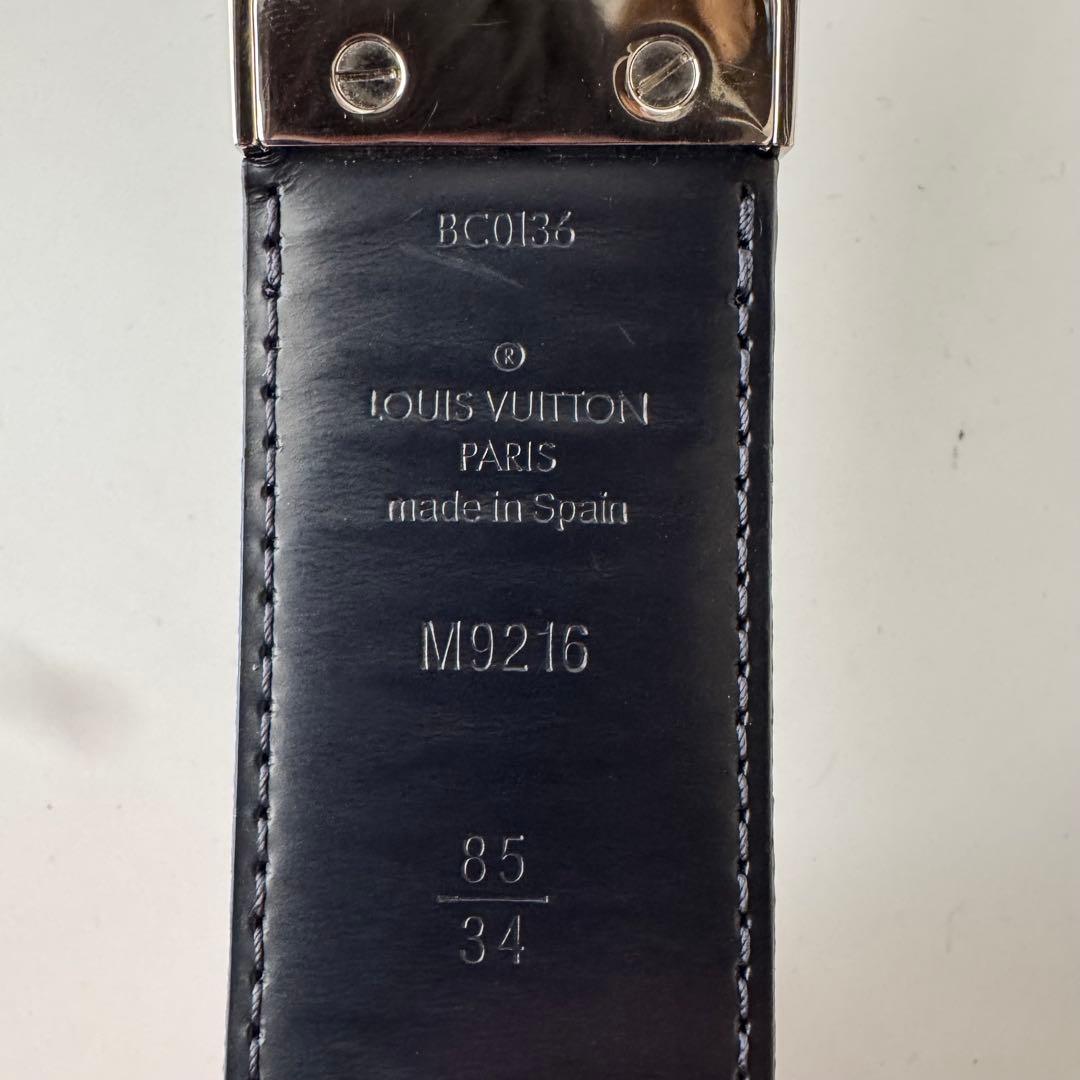 BC0136
®
LOUIS VUITTON
PARIS
made in Spain
M9216
85
34